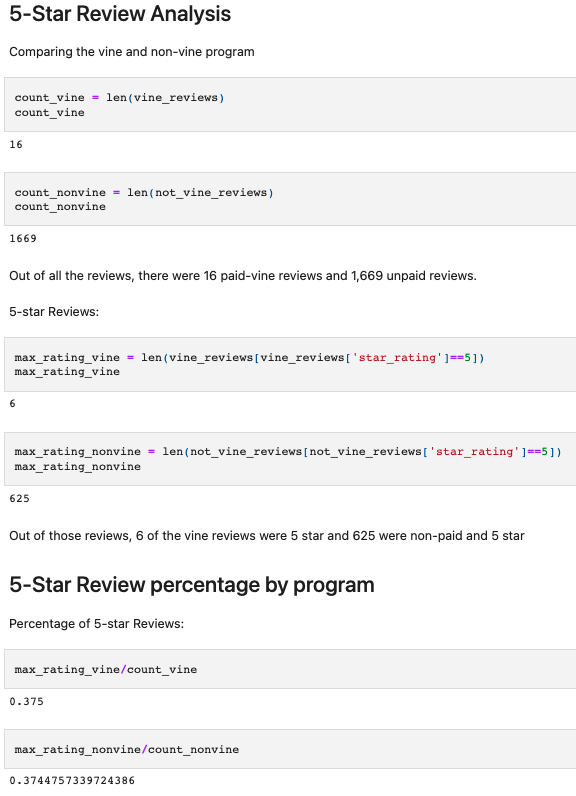 5-Star Review Analysis
Comparing the vine and non-vine program
count_vine = len(vine_reviews)
count_vine
16
count_nonvine = len(not_vine_reviews)
count_nonvine
1669
Out of all the reviews, there were 16 paid-vine reviews and 1,669 unpaid reviews.
5-star Reviews:
max_rating_vine = len(vine_reviews[vine_reviews['star_rating']==5])
max_rating_vine
6
max_rating_nonvine = len(not_vine_reviews[not_vine_reviews['star_rating']==5])
max_rating_nonvine
625
Out of those reviews, 6 of the vine reviews were 5 star and 625 were non-paid and 5 star
5-Star Review percentage by program
Percentage of 5-star Reviews:
max_rating_vine/count_vine
0.375
max_rating_nonvine/count_nonvine
0.3744757339724386